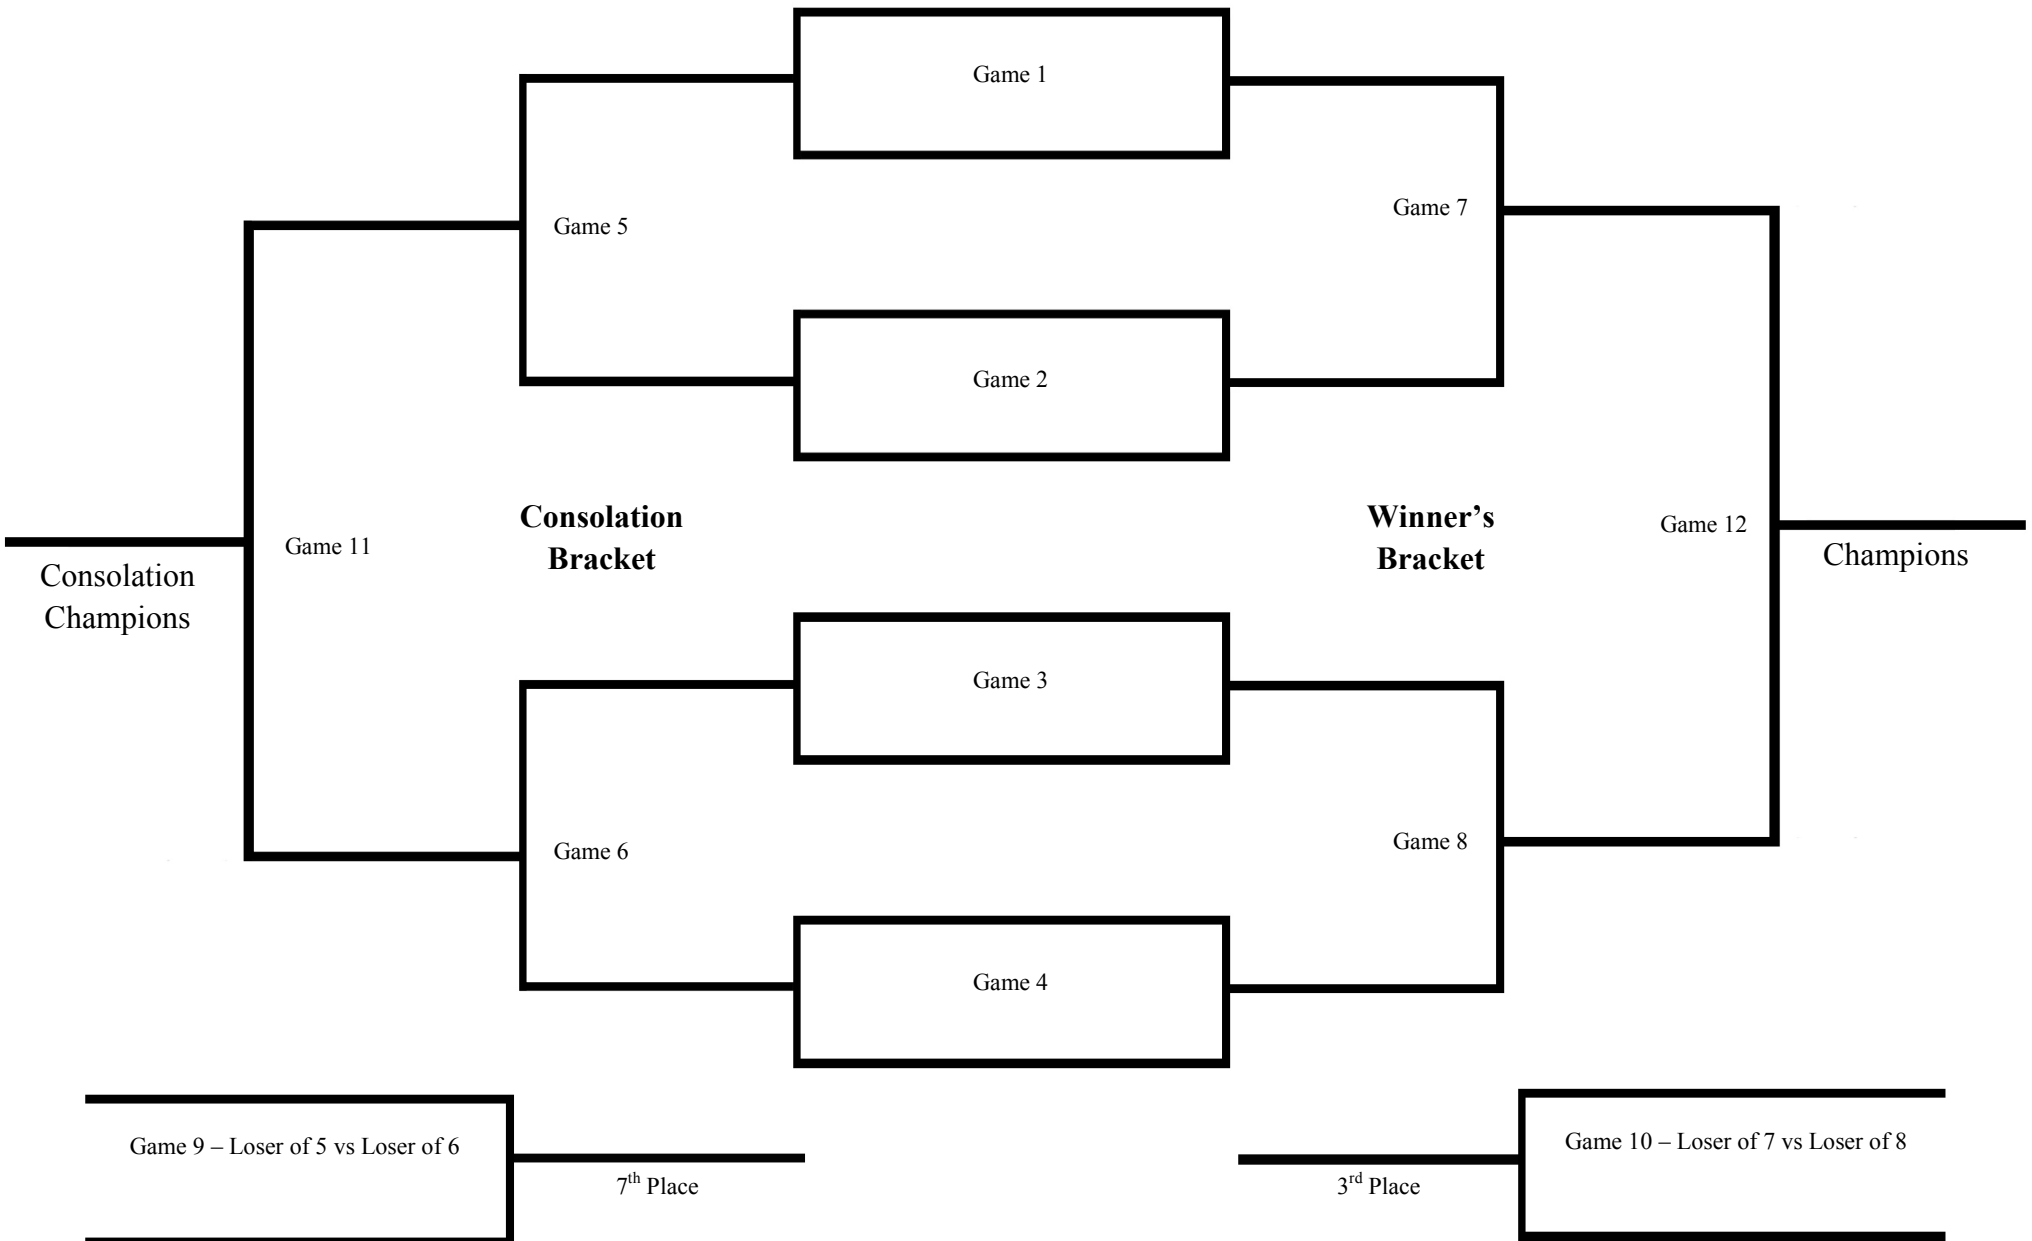 Game 1
Game 5
Game 7
Game 2
Consolation
Bracket
Winner’s
Bracket
Game 11
Game 12
Consolation
Champions
Champions
Game 3
Game 6
Game 8
Game 4
Game 9 – Loser of 5 vs Loser of 6
7th Place
Game 10 – Loser of 7 vs Loser of 8
3rd Place